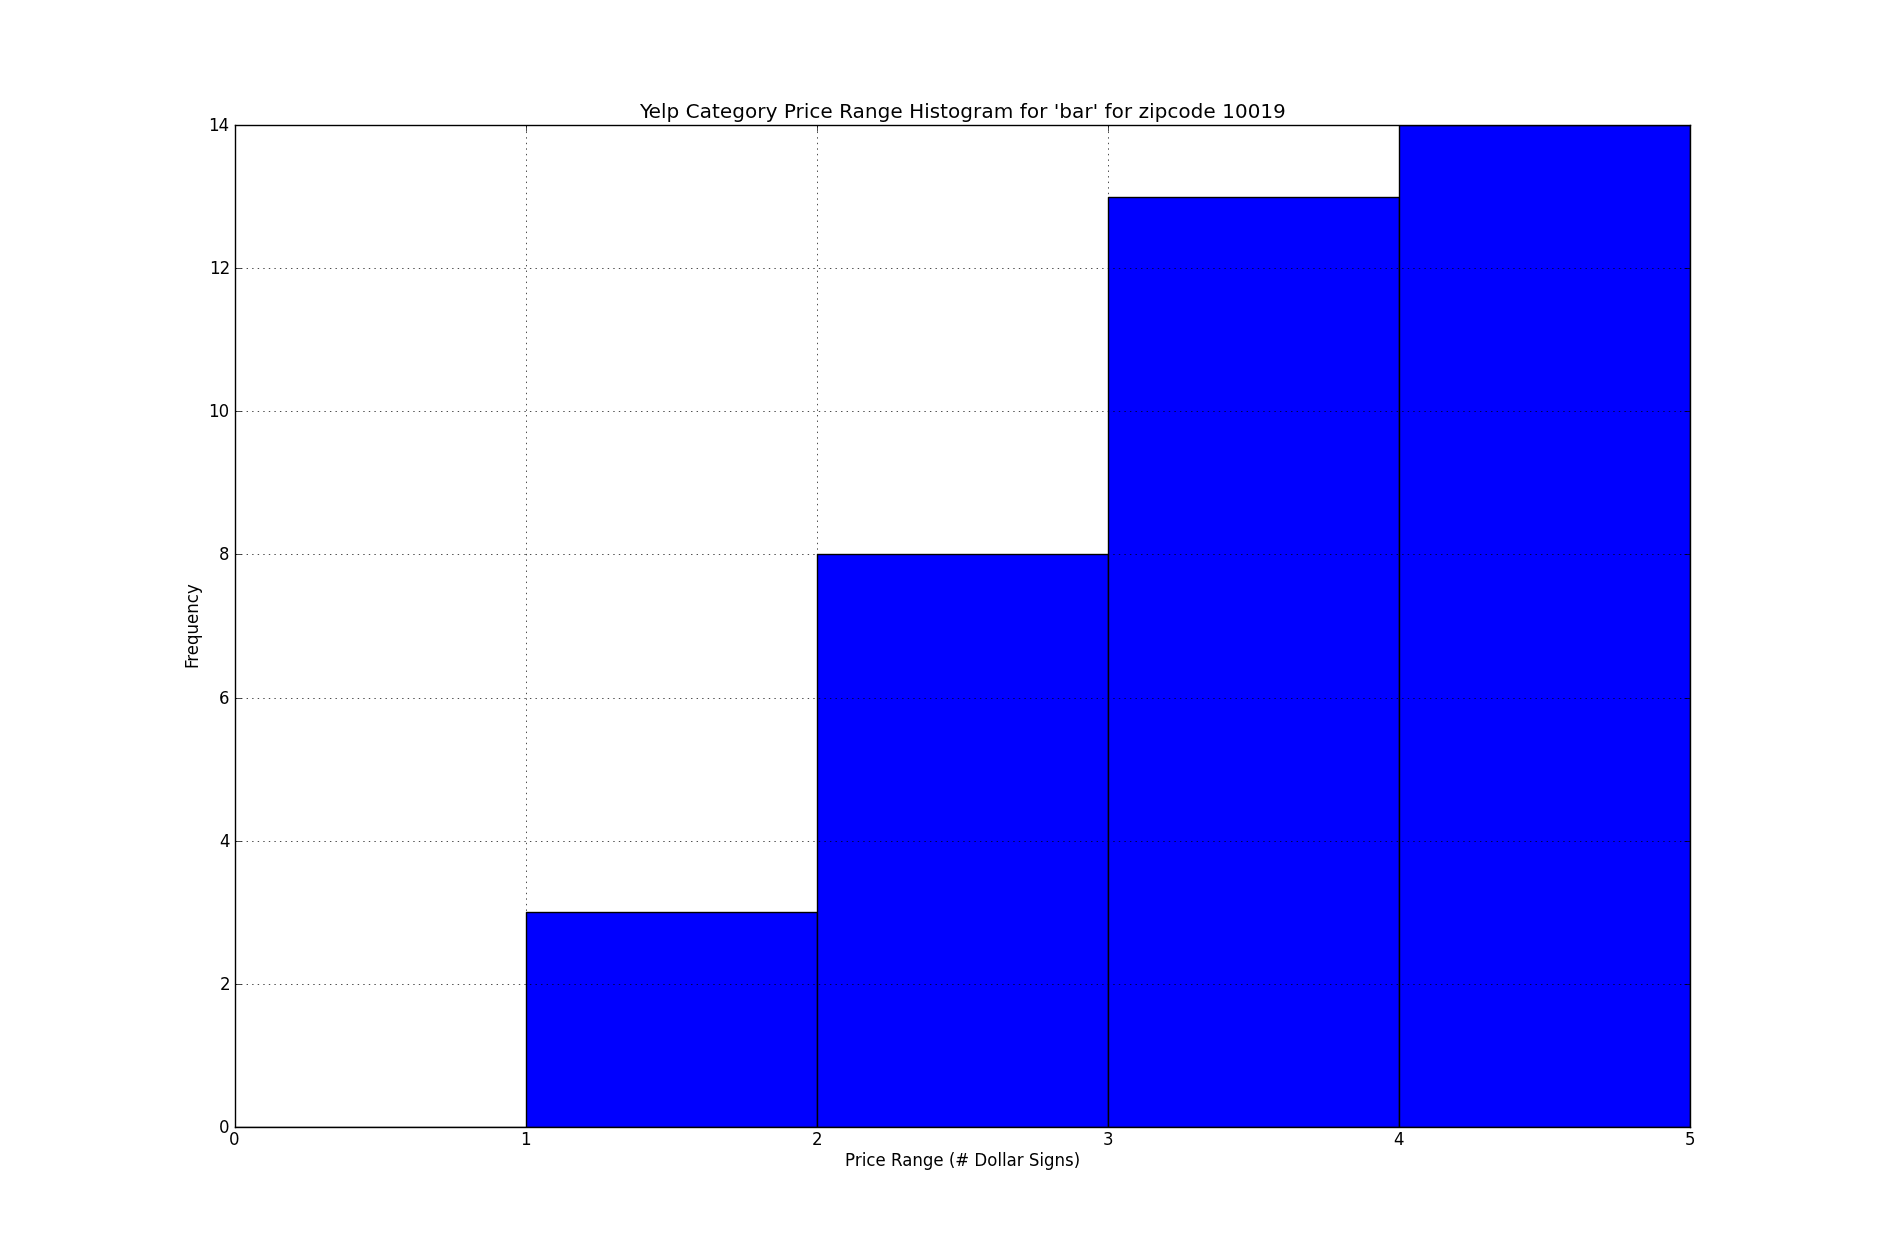 Yelp Category Price Range Histogram for 'bar' for zipcode 10019
14
12
10
8
6
4
2
0
Frequency
0 1 2 3 4 5
Price Range (# Dollar Signs)